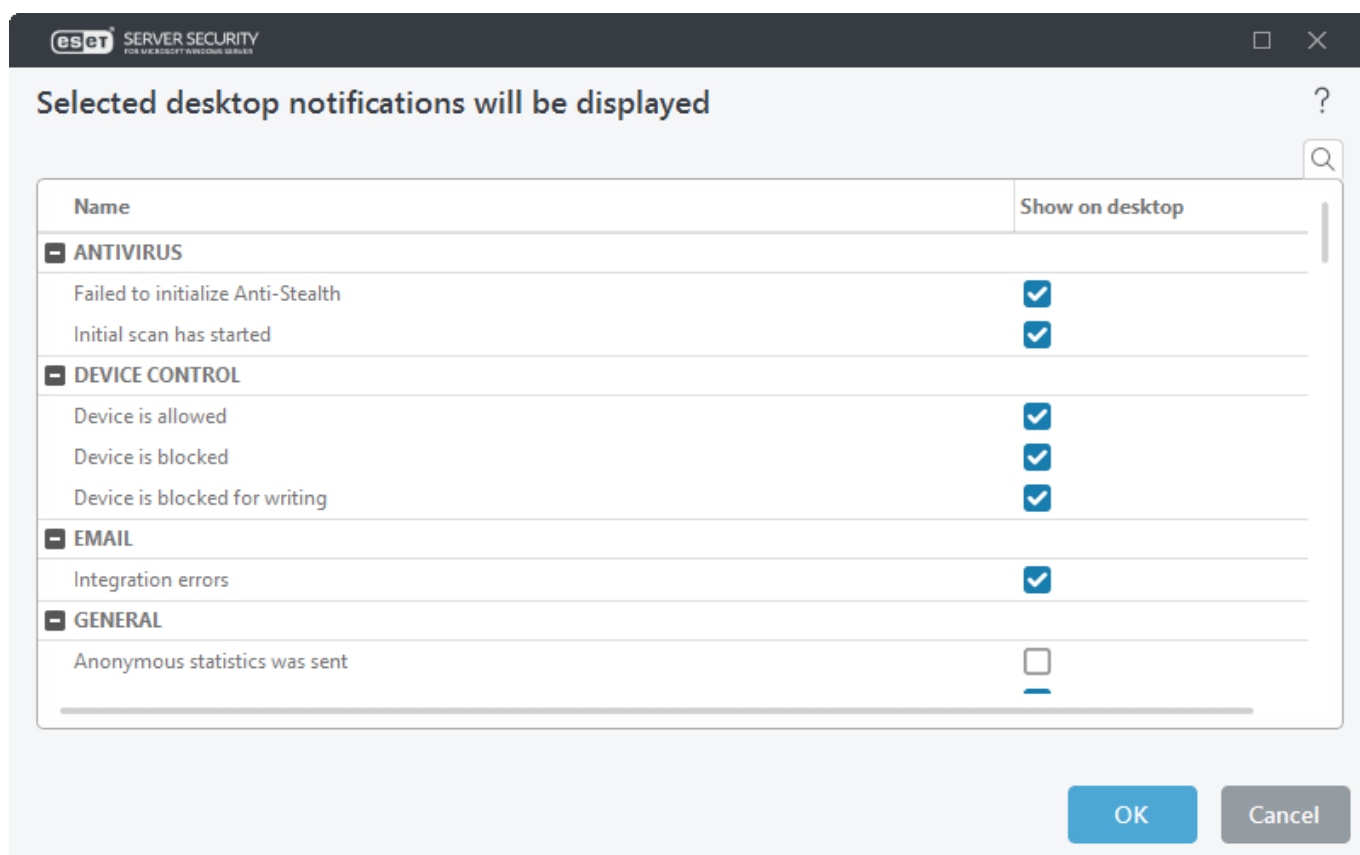 eset SERVER SECURITY
FOR MICROSOFT WINDOWS SERVER
Selected desktop notifications will be displayed
?
Name Show on desktop
ANTIVIRUS
Failed to initialize Anti-Stealth
Initial scan has started
DEVICE CONTROL
Device is allowed
Device is blocked
Device is blocked for writing
EMAIL
Integration errors
GENERAL
Anonymous statistics was sent
OK Cancel